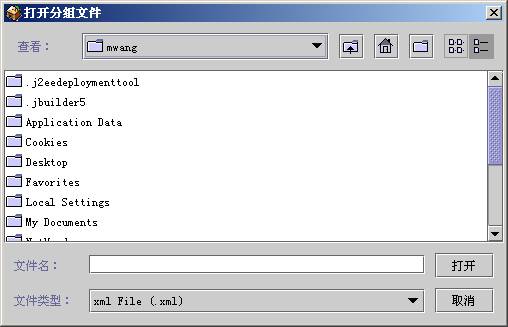 打开分组文件
查看：
mwang
.j2eedeploymenttool
.jbuilder5
Application Data
Cookies
Desktop
Favorites
Local Settings
My Documents
文件名：
打开
文件类型：
xml File (.xml)
取消